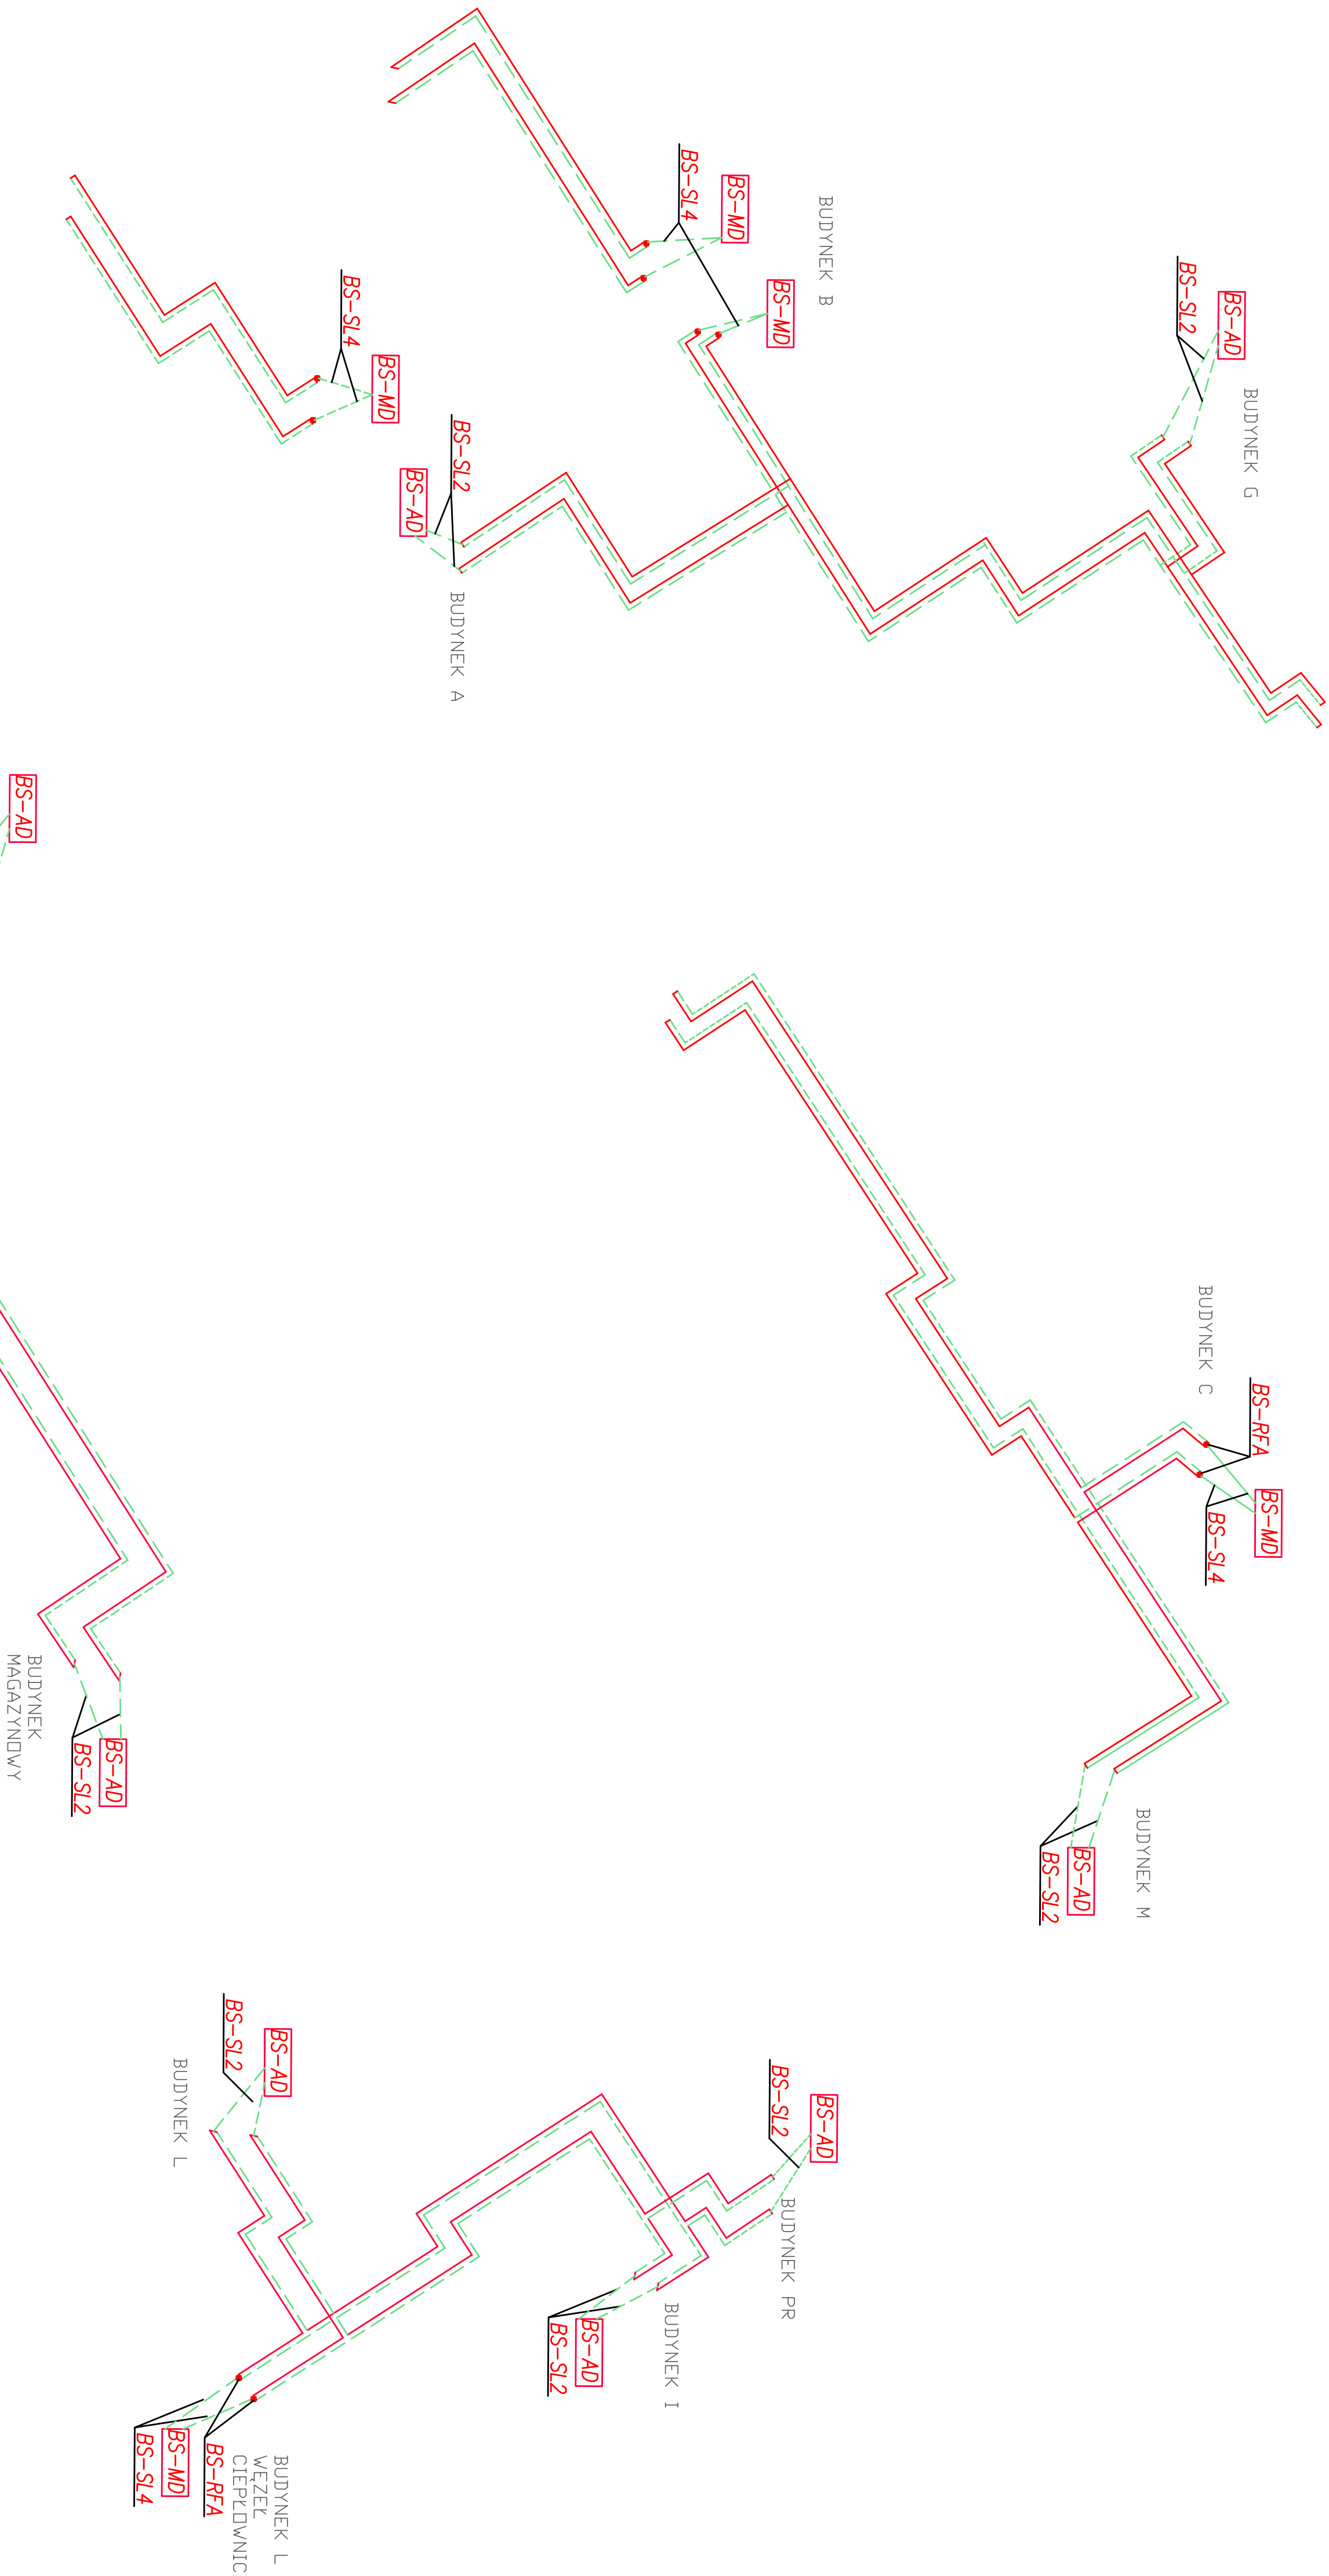 BS-SL4
BS-MD
BUDYNEK B
BS-MD
BS-SL2
BS-AD
BUDYNEK G
BS-SL4
BS-MD
BS-SL2
BS-AD
BUDYNEK A
BS-AD
BUDYNEK C
BS-RFA
BS-MD
BS-SL4
BUDYNEK
MAGAZYNOWY
BS-AD
BS-SL2
BUDYNEK M
BS-AD
BS-SL2
BS-SL2
BS-AD
BUDYNEK L
BS-SL2
BS-AD
BUDYNEK PR
BUDYNEK I
BS-AD
BS-SL2
BUDYNEK L
WĘZEŁ
CIEPŁOWNIC
BS-RFA
BS-MD
BS-SL4